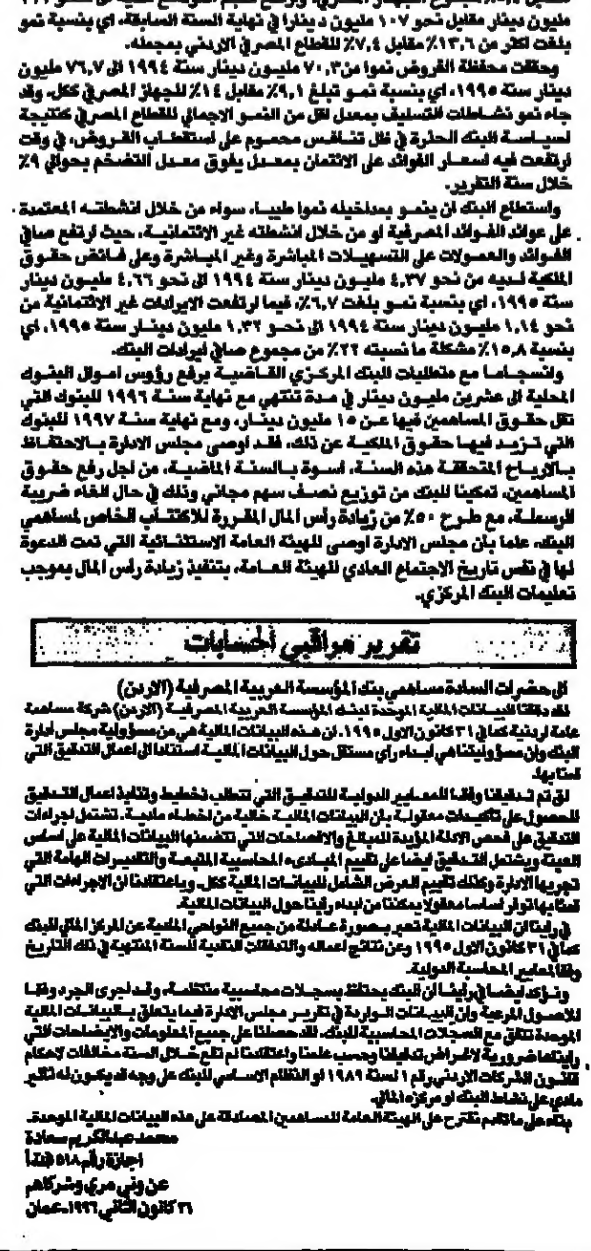 مليون دينار مقابل نحو ١٠٧ مليون دينارا في نهاية السنة السابقة، اي بنسبة نمو
بلغت اكثر من ١٣,٦٪ مقابل ٧,٤٪ للقطاع المصرفي الاردني بمجمله.
وحققت محفظة القروض نموا من ٧٠,٣ مليون دينار سنة ١٩٩٤ الى ٧٦,٧ مليون
دينار سنة ١٩٩٥، اي بنسبة نمو تبلغ ٩,١٪ مقابل ١٤٪ للجهاز المصرفي ككل. وقد
جاء نمو نشاطات التسليف بمعدل اقل من النمو الاجمالي للقطاع المصرفي كنتيجة
لسياسة البنك الحذرة في ظل تنافس محموم على استقطاب القروض، في وقت
ارتفعت فيه اسعار الفوائد على الائتمان بمعدل يفوق معدل التضخم بحوالي ٩٪
خلال سنة التقرير.
واستطاع البنك ان ينمو بمداخيله نموا طيبا، سواء من خلال انشطته المعتمدة
على عوائد الفوائد المصرفية او من خلال انشطته غير الائتمانية، حيث ارتفع صافي
الفوائد والعمولات على التسهيلات المباشرة وغير المباشرة وعلى فائض حقوق
الملكية لديه من نحو ٤,٣٧ مليون دينار سنة ١٩٩٤ الى نحو ٤,٦٦ مليون دينار
سنة ١٩٩٥، اي بنسبة نمو بلغت ٦,٧٪، فيما ارتفعت الايرادات غير الائتمانية من
نحو ١,١٤ مليون دينار سنة ١٩٩٤ الى نحو ١,٣٢ مليون دينار سنة ١٩٩٥، اي
بنسبة ١٥,٨٪ مشكلة ما نسبته ٢٢٪ من مجموع صافي ايرادات البنك.
وانسجاما مع متطلبات البنك المركزي القاضية برفع رؤوس اموال البنوك
المحلية الى عشرين مليون دينار في مدة تنتهي مع نهاية سنة ١٩٩٦ للبنوك التي
تقل حقوق المساهمين فيها عن ١٥ مليون دينار، ومع نهاية سنة ١٩٩٧ للبنوك
التي تزيد فيها حقوق الملكية عن ذلك، فقد اوصى مجلس الادارة بالاحتفاظ
بالارباح المتحققة هذه السنة، اسوة بالسنة الماضية، من اجل رفع حقوق
المساهمين، تمكينا للبنك من توزيع نصف سهم مجاني وذلك في حال الغاء ضريبة
الرسملة، مع طرح ٥٠٪ من زيادة رأس المال المقررة للاكتتاب الخاص لمساهمي
البنك، علما بأن مجلس الادارة اوصى للهيئة العامة الاستثنائية التي تمت الدعوة
لها في نفس تاريخ الاجتماع العادي للهيئة العامة، بتنفيذ زيادة رأس المال بموجب
تعليمات البنك المركزي.
تقرير مراقبي الحسابات
الى حضرات السادة مساهمي بنك المؤسسة العربية المصرفية (الاردن)
لقد دققنا البيانات المالية الموحدة لبنك المؤسسة العربية المصرفية (الاردن) شركة مساهمة
عامة اردنية كما في ٣١ كانون الاول ١٩٩٥. ان هذه البيانات المالية هي من مسؤولية مجلس ادارة
البنك وان مسؤوليتنا هي ابداء رأي مستقل حول البيانات المالية استنادا الى اعمال التدقيق التي
قمنا بها.
لق تم تدقيقنا وفقا للمعايير الدولية للتدقيق التي تتطلب تخطيط وتنفيذ اعمال التدقيق
للحصول على تأكيدات معقولة بأن البيانات المالية خالية من اخطاء مادية. تشتمل اجراءات
التدقيق على فحص الادلة المؤيدة للمبالغ والافصاحات التي تتضمنها البيانات المالية على اساس
العينة ويشتمل التدقيق ايضا على تقييم المبادىء المحاسبية المتبعة والتقديرات الهامة التي
تجريها الادارة وكذلك تقييم العرض الشامل للبيانات المالية ككل. وباعتقادنا ان الاجراءات التي
قمنا بها توفر اساسا معقولا يمكننا من ابداء رأينا حول البيانات المالية.
في رأينا ان البيانات المالية تعبر بصورة عادلة من جميع النواحي المادية عن المركز المالي للبنك
كما في ٣١ كانون الاول ١٩٩٥ وعن نتائج اعماله والتدفقات النقدية للسنة المنتهية في ذلك التاريخ
وفقا لمعايير المحاسبة الدولية.
ونؤكد ايضا في رأينا ان البنك يحتفظ بسجلات محاسبية منتظمة، وقد اجرى الجرد وفقا
للاصول المرعية وان البيانات الواردة في تقرير مجلس الادارة فيما يتعلق بالبيانات المالية
الموحدة تتفق مع السجلات المحاسبية للبنك. لقد حصلنا على جميع المعلومات والايضاحات التي
رأيناها ضرورية لاغراض تدقيقنا وحسب علمنا واعتقادنا لم تقع خلال السنة مخالفات لاحكام
قانون الشركات الاردني رقم ١ لسنة ١٩٨٩ او النظام الاساسي للبنك على وجه قد يكون له تأثير
مادي على نشاط البنك او مركزه المالي.
بناء على ما تقدم نقترح على الهيئة العامة للمساهمين المصادقة على هذه البيانات المالية الموحدة.
محمد عبدالكريم سعادة
اجازة رقم ٥١٨ فئة أ
عن وني مري وشركاهم
٣١ كانون الثاني ١٩٩٦، عمان